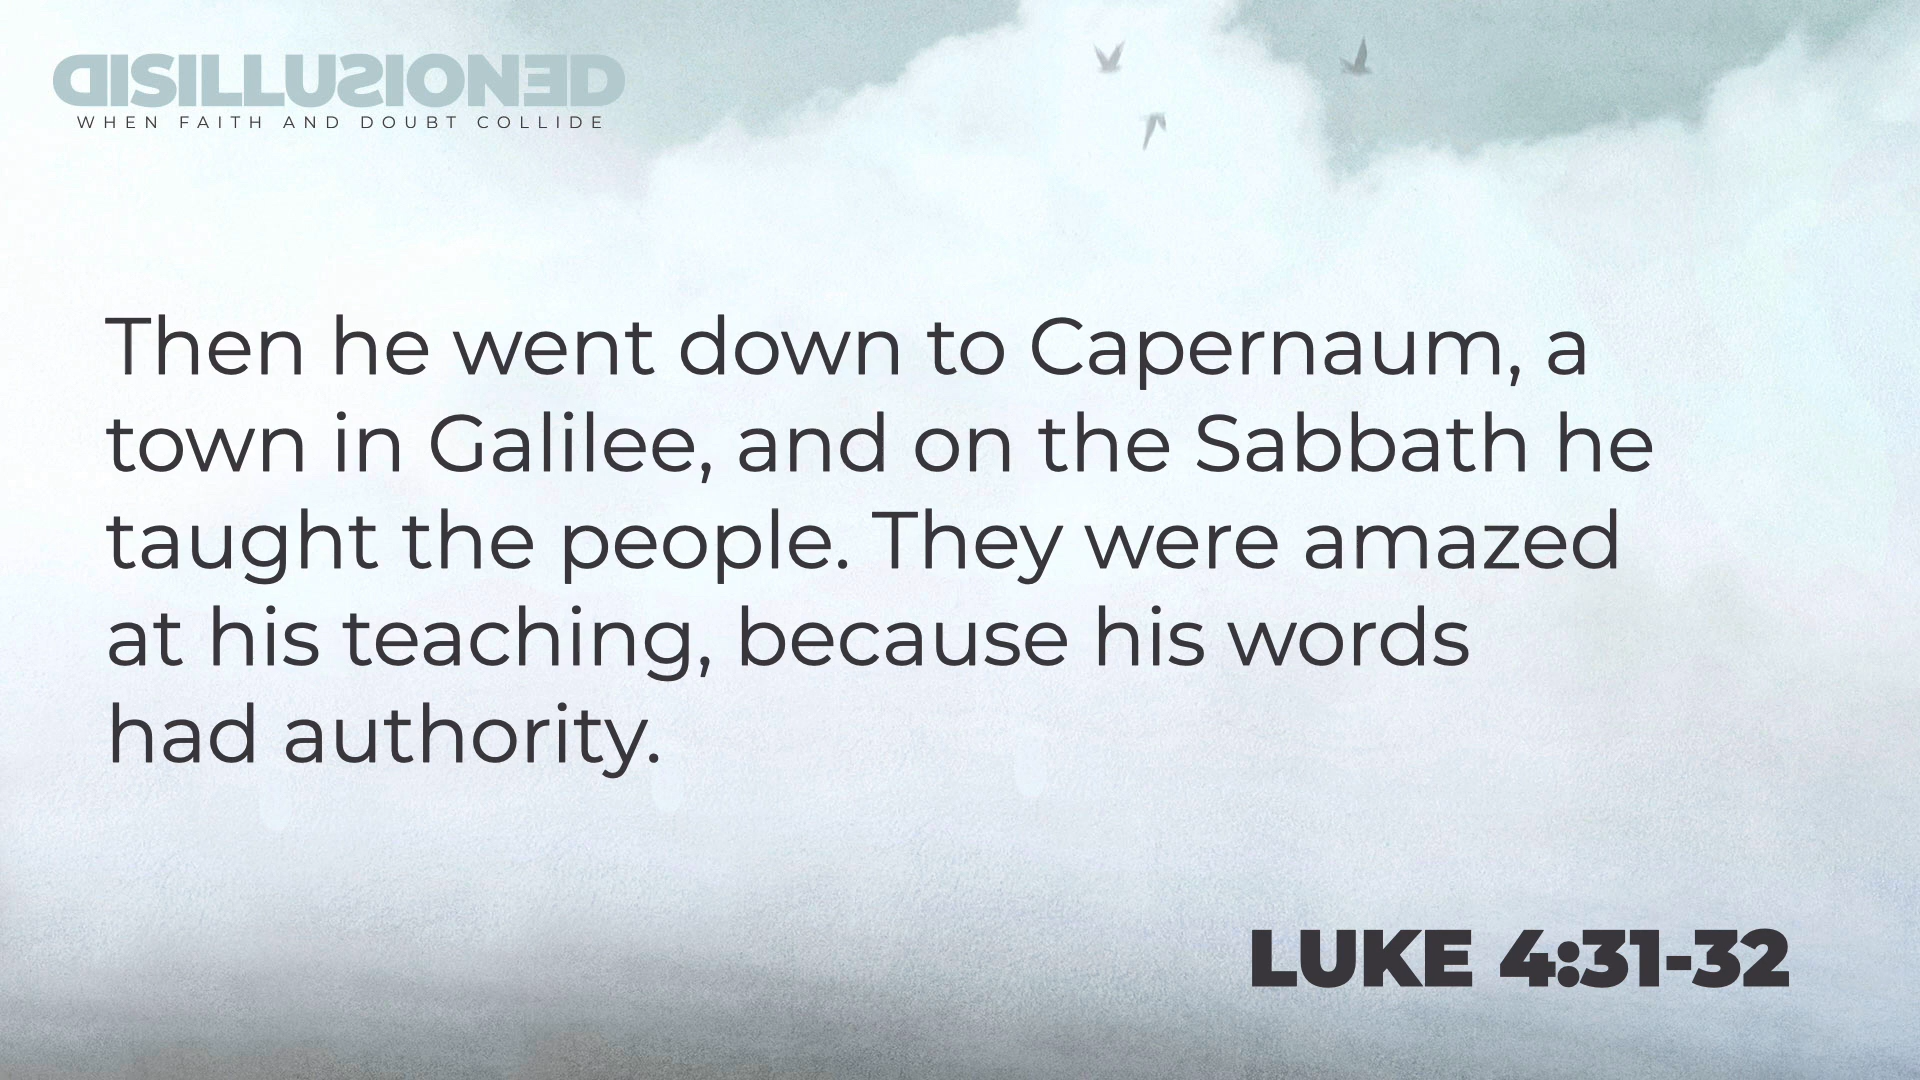 DISILLUSIONED
WHEN FAITH AND DOUBT COLLIDE
Then he went down to Capernaum, a
town in Galilee, and on the Sabbath he
taught the people. They were amazed
at his teaching, because his words
had authority.
LUKE 4:31-32